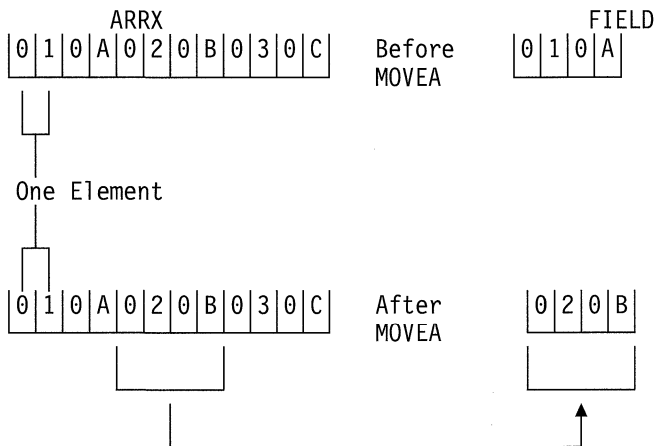 ARRX FIELD
0 1 0 A 0 2 0 B 0 3 0 C Before 0 1 0 A
MOVEA
One Element
0 1 0 A 0 2 0 B 0 3 0 C After 0 2 0 B
MOVEA